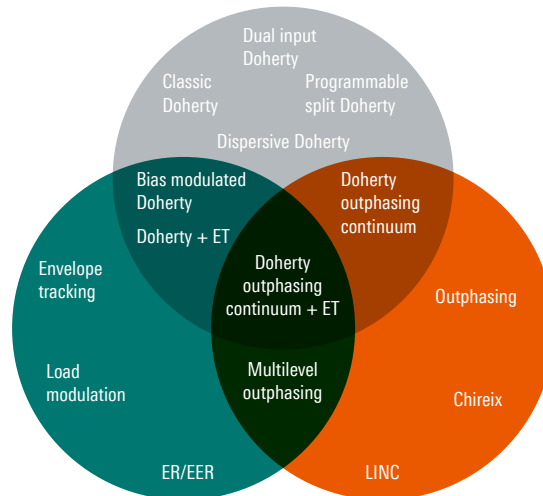 Dual input
Doherty
Classic
Doherty
Programmable
split Doherty
Dispersive Doherty
Bias modulated
Doherty
Doherty + ET
Doherty
outphasing
continuum
Envelope
tracking
Doherty
outphasing
continuum + ET
Outphasing
Load
modulation
Multilevel
outphasing
Chireix
ER/EER
LINC